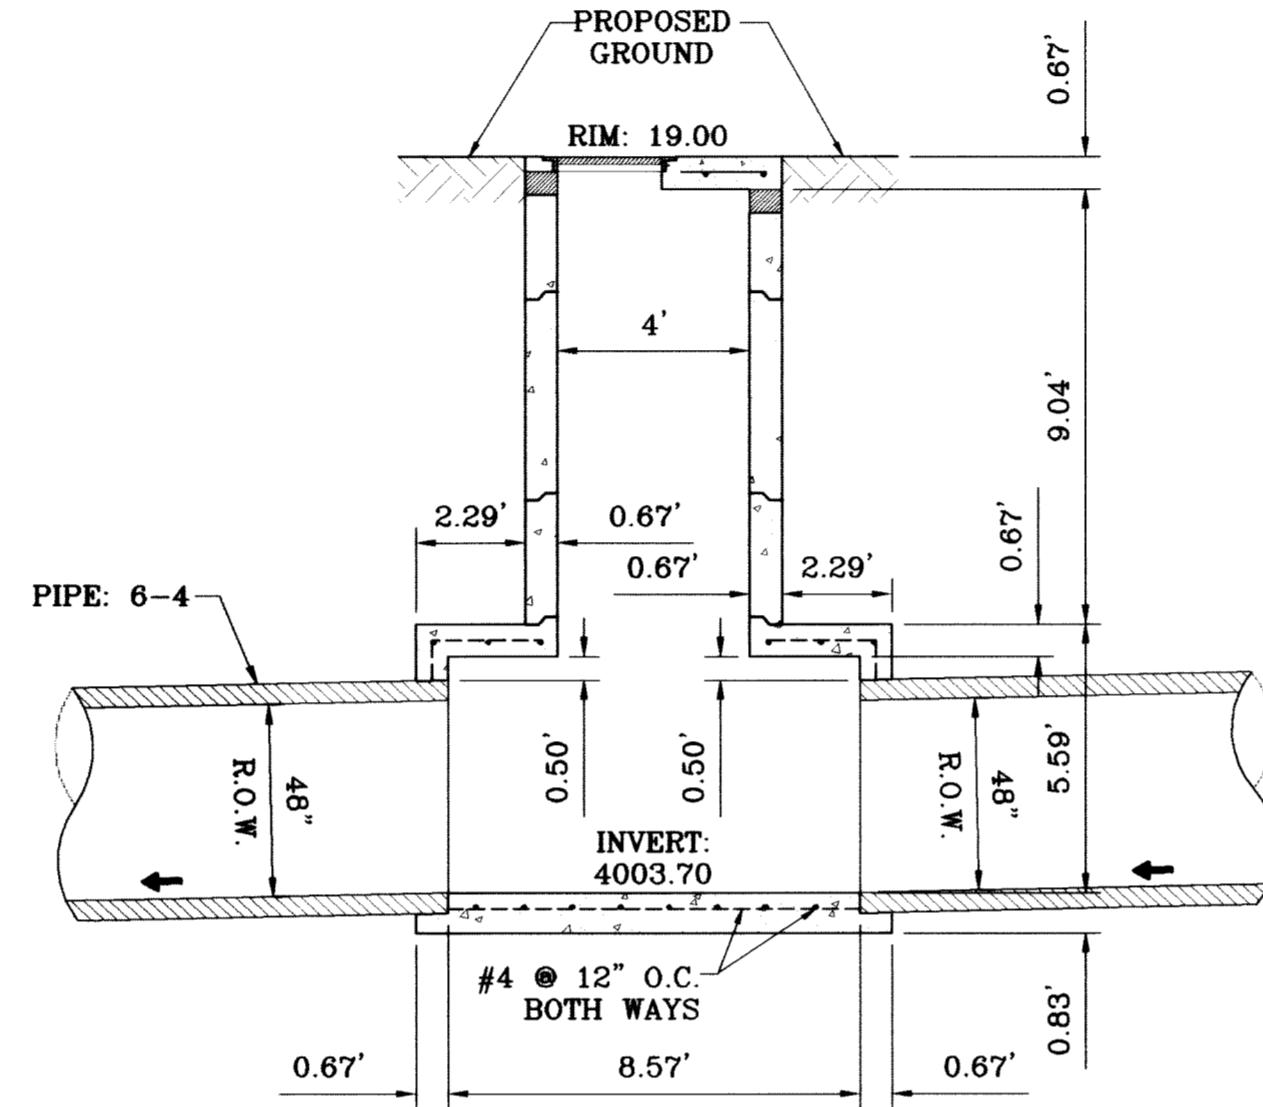 PROPOSED
GROUND
0.67'
RIM: 19.00
4'
9.04'
2.29'
0.67'
0.67'
2.29'
0.67'
PIPE: 6-4
48"
R.O.W.
0.50'
0.50'
48"
R.O.W.
5.59'
INVERT:
4003.70
#4 @ 12" O.C.
BOTH WAYS
0.83'
0.67'
8.57'
0.67'